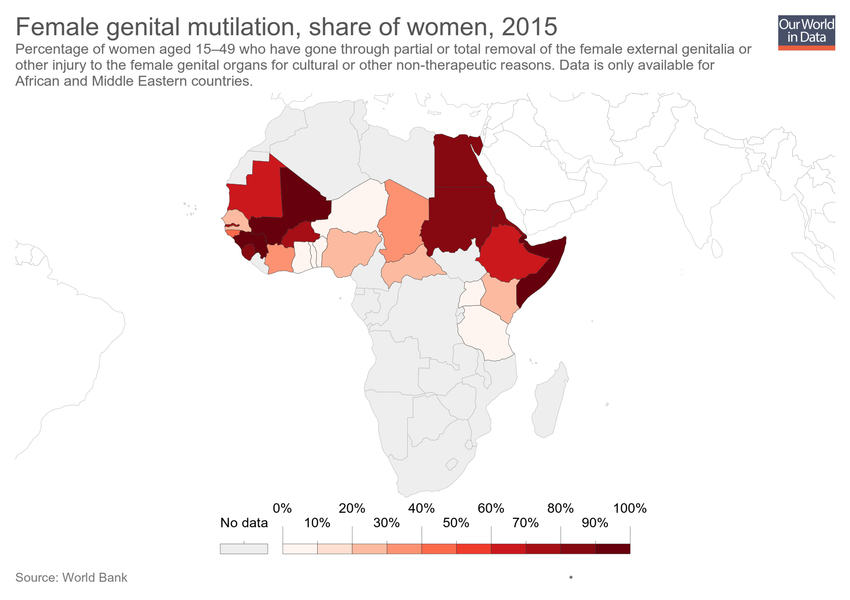 Female genital mutilation, share of women, 2015
Our World
in Data
Percentage of women aged 15–49 who have gone through partial or total removal of the female external genitalia or
other injury to the female genital organs for cultural or other non-therapeutic reasons. Data is only available for
African and Middle Eastern countries.
0% 20% 40% 60% 80% 100%
No data 10% 30% 50% 70% 90%
Source: World Bank